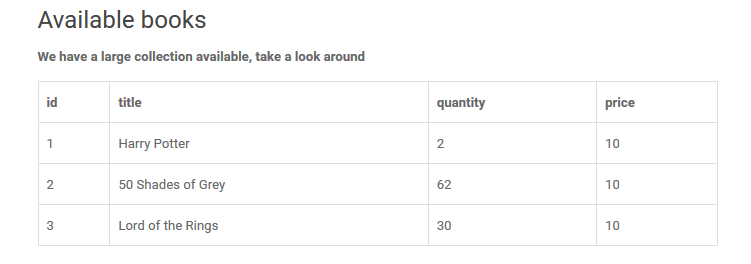 Available books
We have a large collection available, take a look around
id title quantity price
1 Harry Potter 2 10
2 50 Shades of Grey 62 10
3 Lord of the Rings 30 10